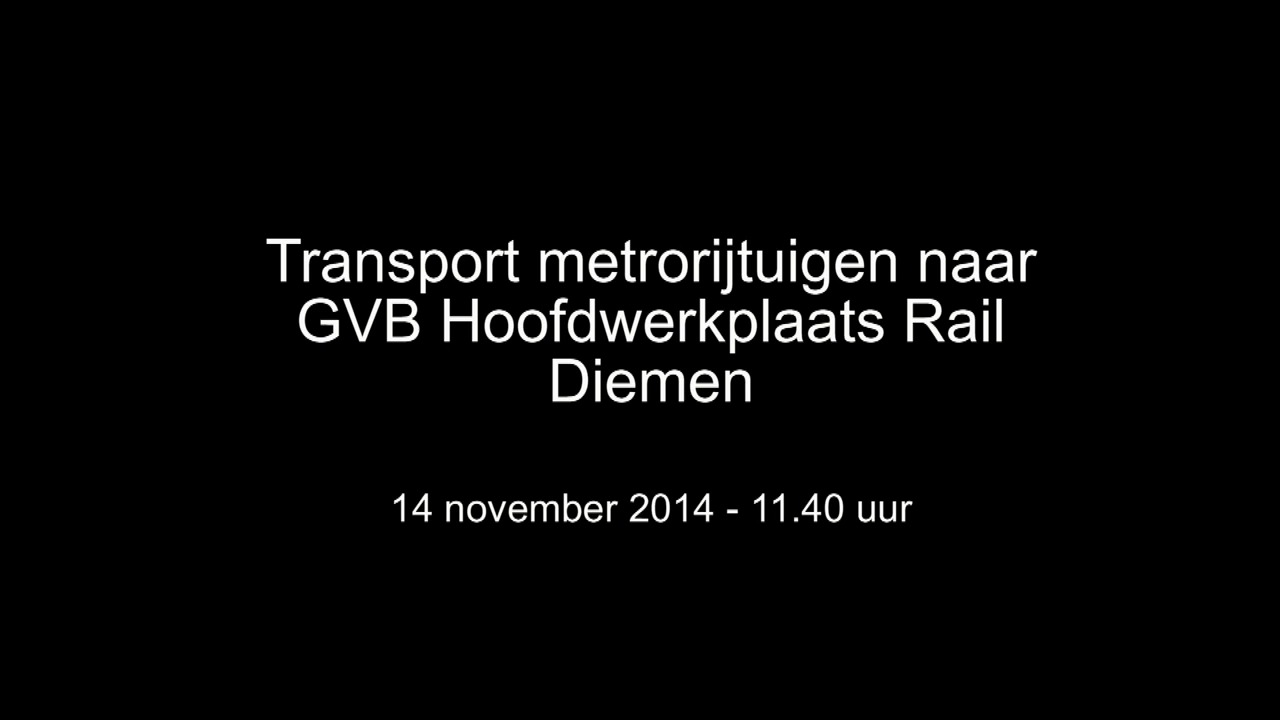 Transport metrorijtuigen naar
GVB Hoofdwerkplaats Rail
Diemen
14 november 2014 - 11.40 uur